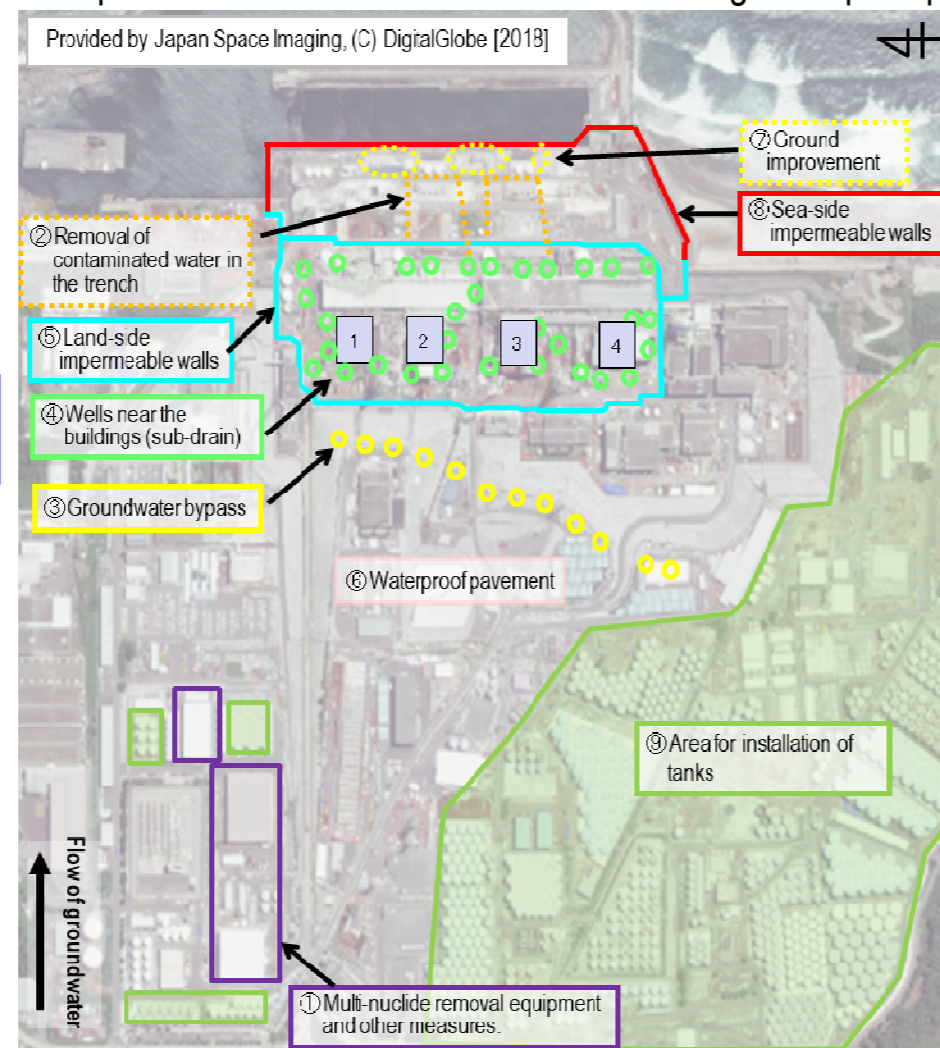 Provided by Japan Space Imaging, (C) DigitalGlobe [2018]
⑦Ground
improvement
②Removal of
contaminated water in
the trench
⑧Sea-side
impermeable walls
⑤Land-side
impermeable walls
1
2
3
4
④Wells near the
buildings (sub-drain)
③Groundwater bypass
⑥Waterproof pavement
⑨Area for installation of
tanks
Flow of groundwater
①Multi-nuclide removal equipment
and other measures.